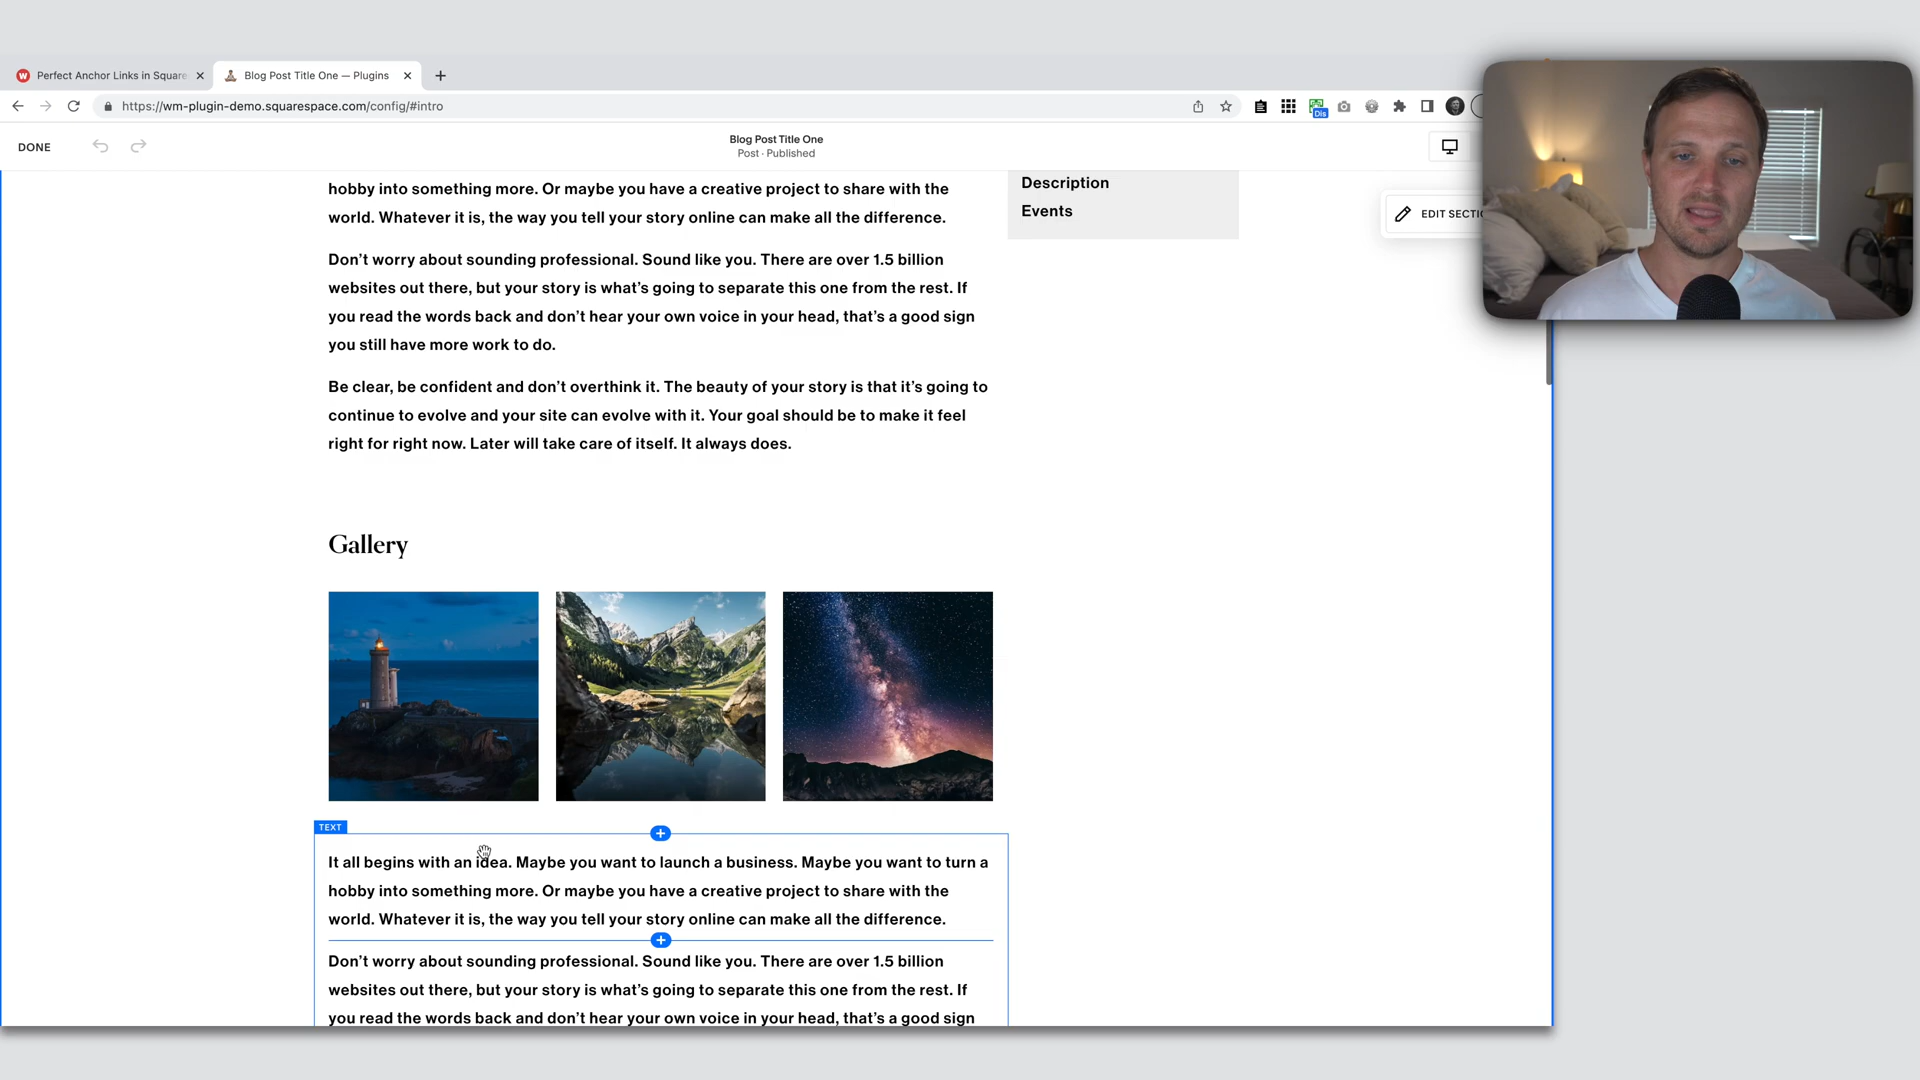 Perfect Anchor Links in Square
Blog Post Title One — Plugins
https://wm-plugin-demo.squarespace.com/config/#intro
Dis
DONE
Blog Post Title One
Post · Published
EDIT SECTI
hobby into something more. Or maybe you have a creative project to share with the
world. Whatever it is, the way you tell your story online can make all the difference.
Don’t worry about sounding professional. Sound like you. There are over 1.5 billion
websites out there, but your story is what’s going to separate this one from the rest. If
you read the words back and don’t hear your own voice in your head, that’s a good sign
you still have more work to do.
Be clear, be confident and don’t overthink it. The beauty of your story is that it’s going to
continue to evolve and your site can evolve with it. Your goal should be to make it feel
right for right now. Later will take care of itself. It always does.
Description
Events
Gallery
TEXT
It all begins with an idea. Maybe you want to launch a business. Maybe you want to turn a
hobby into something more. Or maybe you have a creative project to share with the
world. Whatever it is, the way you tell your story online can make all the difference.
Don’t worry about sounding professional. Sound like you. There are over 1.5 billion
websites out there, but your story is what’s going to separate this one from the rest. If
you read the words back and don’t hear your own voice in your head, that’s a good sign